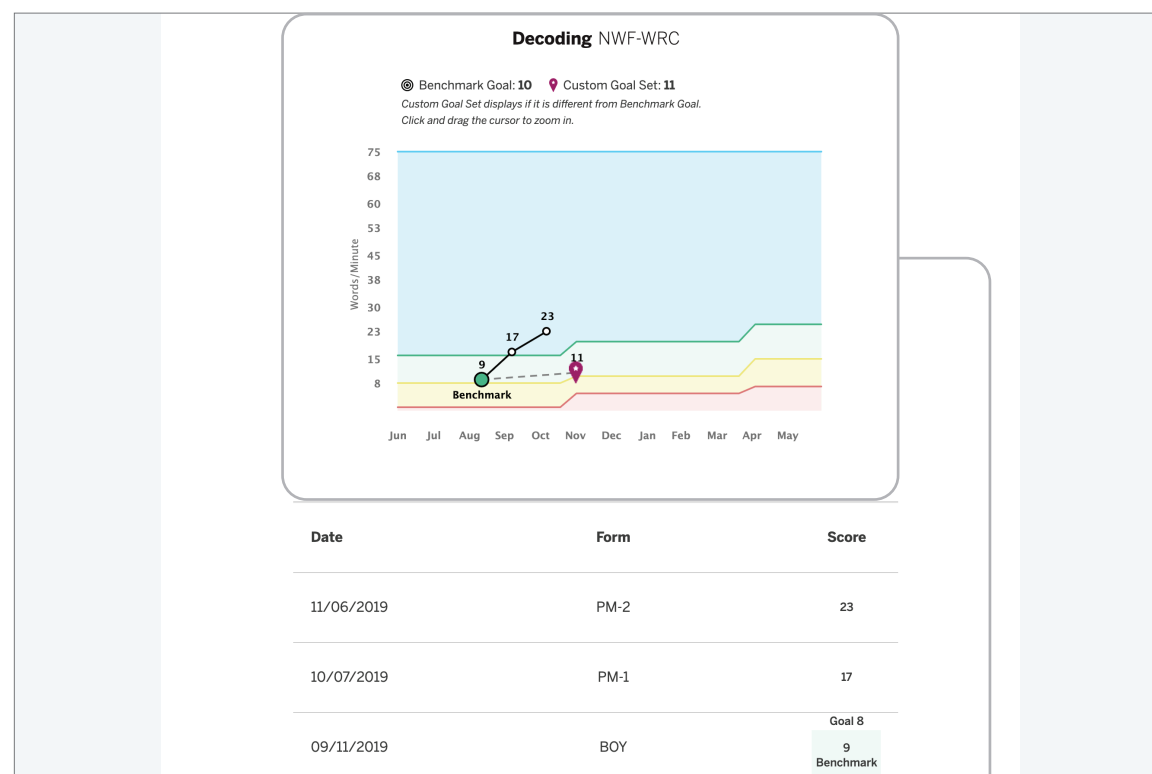 Decoding NWF-WRC
Benchmark Goal: 10 Custom Goal Set: 11
Custom Goal Set displays if it is different from Benchmark Goal.
Click and drag the cursor to zoom in.
75
68
60
53
45
38
30
23
15
8
Words/Minute
23
17
9
11
Benchmark
Jun Jul Aug Sep Oct Nov Dec Jan Feb Mar Apr May
Date Form Score
11/06/2019 PM-2 23
10/07/2019 PM-1 17
Goal 8
09/11/2019 BOY 9
Benchmark